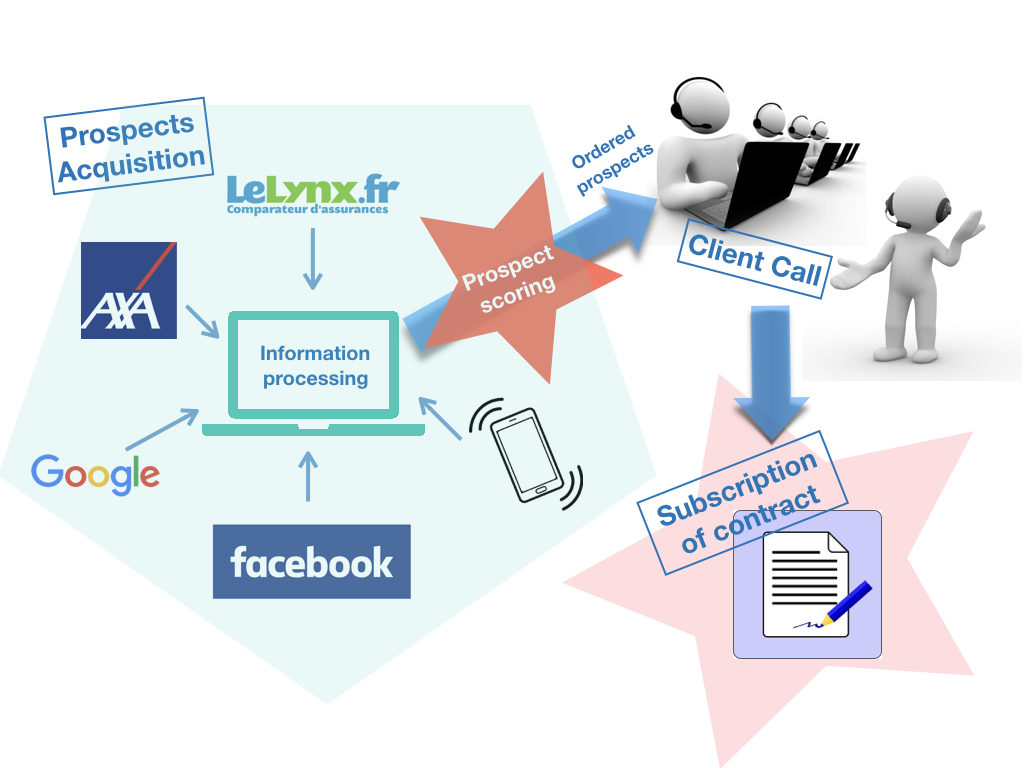 Prospects
Acquisition
LeLynx.fr
Comparateur d'assurances
AXA
Information
processing
Google
facebook
Prospect
scoring
Ordered
prospects
Client Call
Subscription
of contract